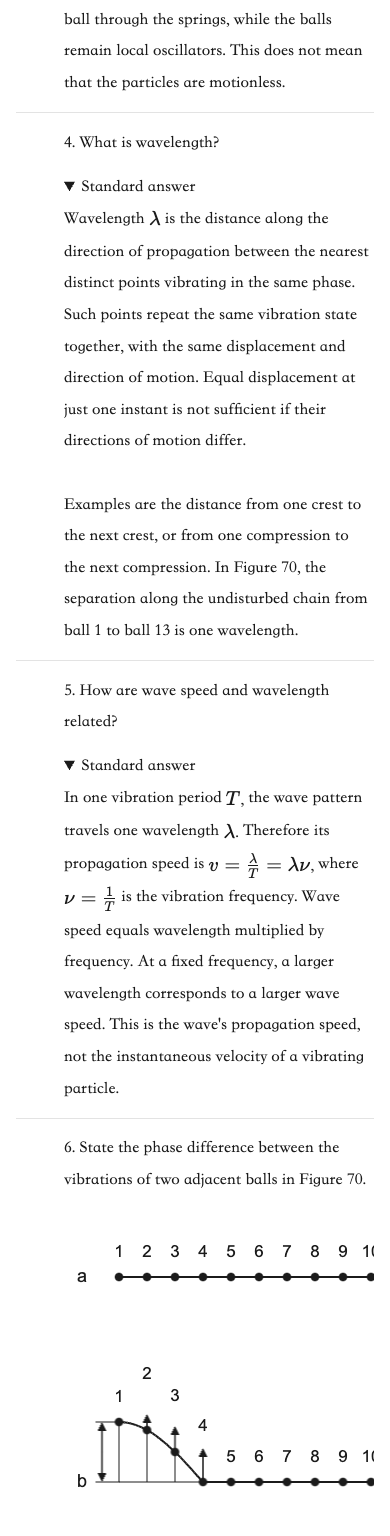 ball through the springs, while the balls
remain local oscillators. This does not mean
that the particles are motionless.
4. What is wavelength?
▼ Standard answer
Wavelength λ is the distance along the
direction of propagation between the nearest
distinct points vibrating in the same phase.
Such points repeat the same vibration state
together, with the same displacement and
direction of motion. Equal displacement at
just one instant is not sufficient if their
directions of motion differ.
Examples are the distance from one crest to
the next crest, or from one compression to
the next compression. In Figure 70, the
separation along the undisturbed chain from
ball 1 to ball 13 is one wavelength.
5. How are wave speed and wavelength
related?
▼ Standard answer
In one vibration period T, the wave pattern
travels one wavelength λ. Therefore its
propagation speed is v = λ/T = λν, where
ν = 1/T is the vibration frequency. Wave
speed equals wavelength multiplied by
frequency. At a fixed frequency, a larger
wavelength corresponds to a larger wave
speed. This is the wave's propagation speed,
not the instantaneous velocity of a vibrating
particle.
6. State the phase difference between the
vibrations of two adjacent balls in Figure 70.
1 2 3 4 5 6 7 8 9 10
a
2
1 3
4
5 6 7 8 9 10
b